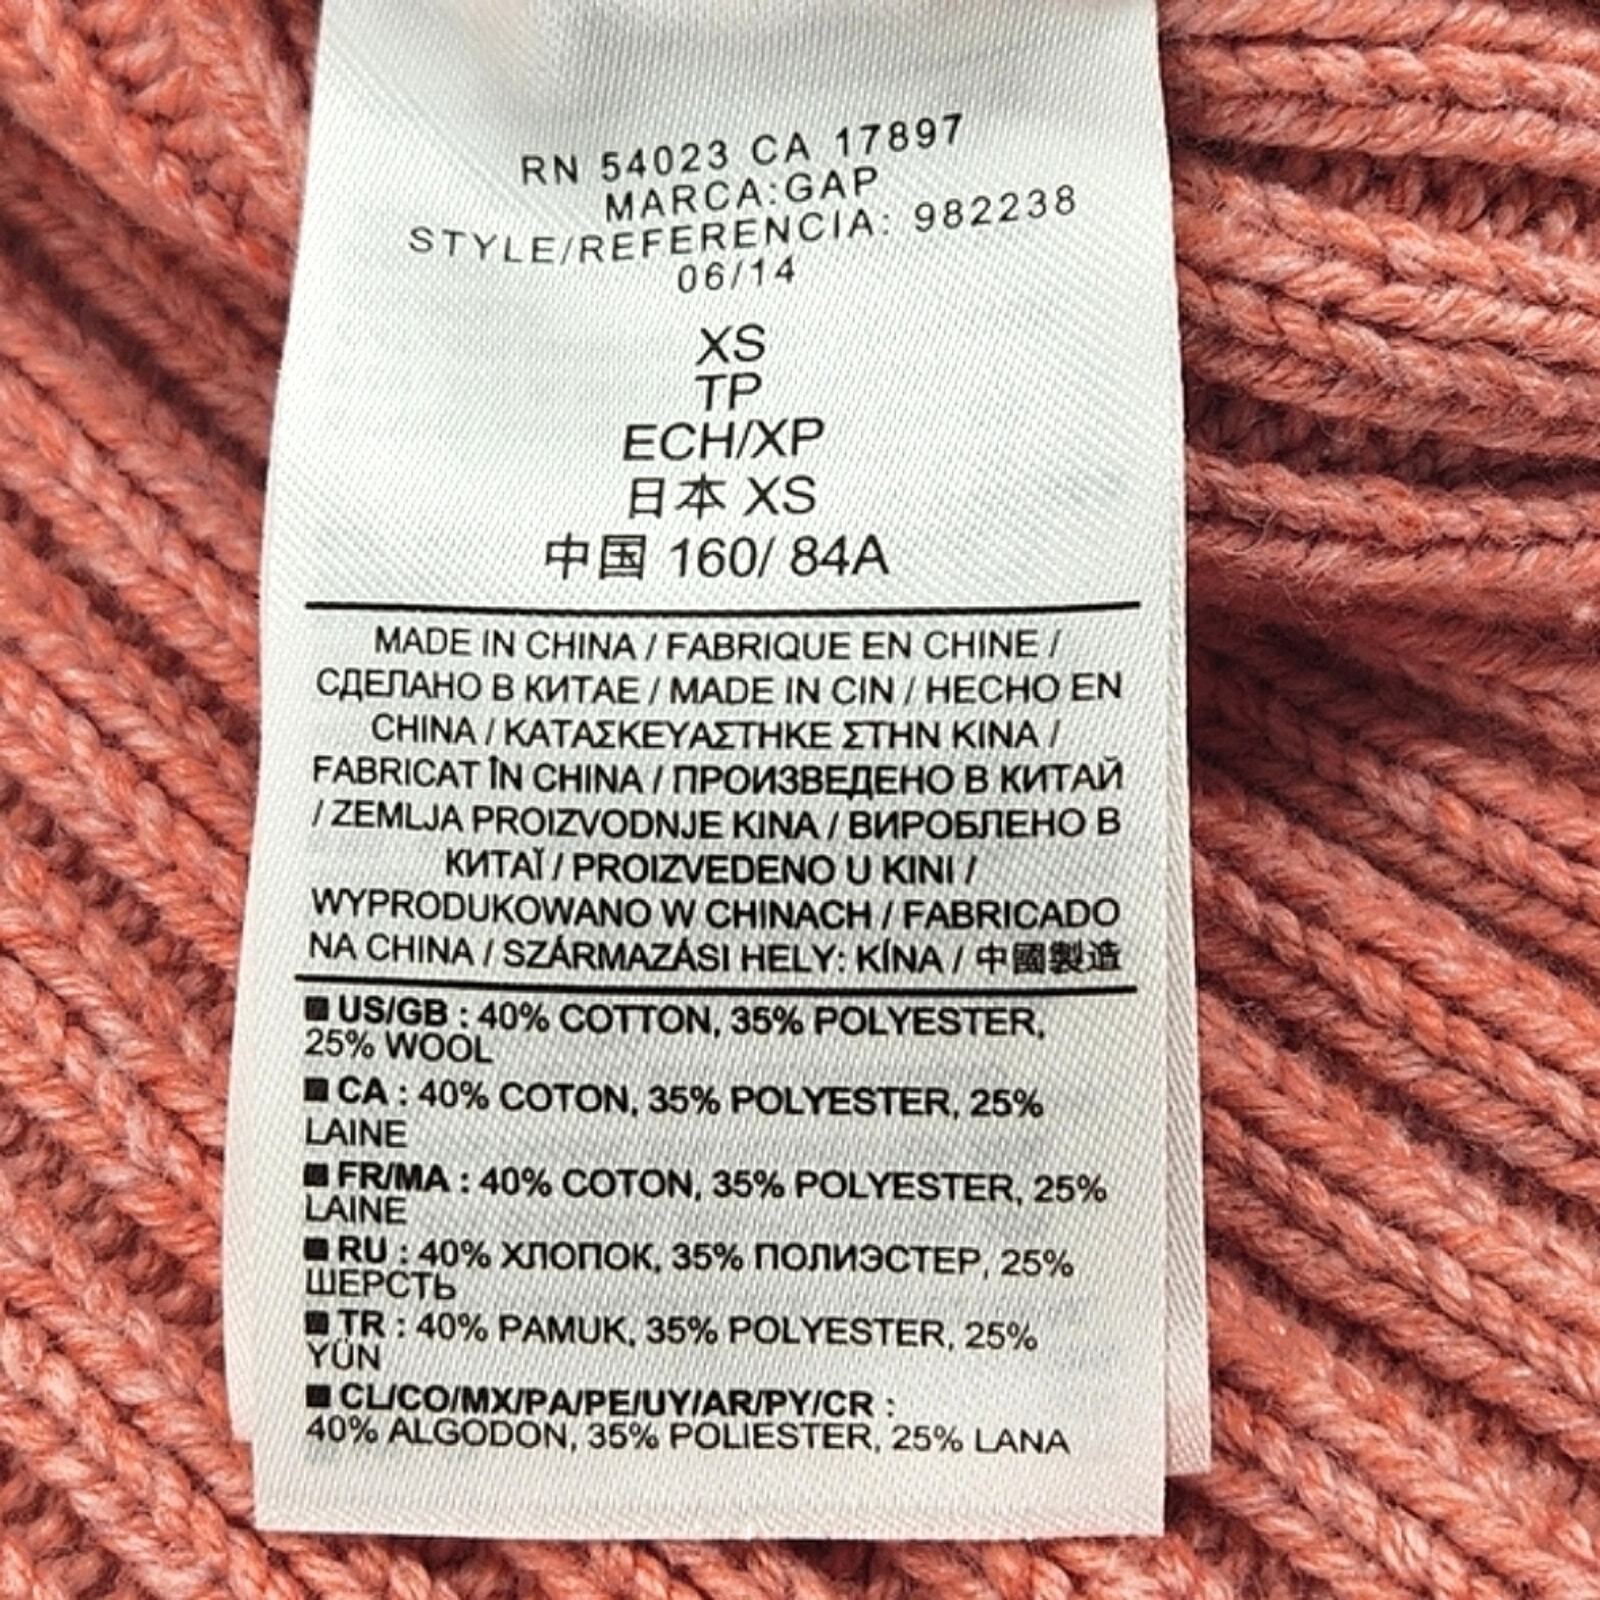 RN 54023 CA 17897
MARCA:GAP
STYLE/REFERENCIA: 982238
06/14
XS
TP
ECH/XP
日本 XS
中国 160/ 84A
MADE IN CHINA / FABRIQUE EN CHINE /
СДЕЛАНО В КИТАЕ / MADE IN CIN / HECHO EN
CHINA / ΚΑΤΑΣΚΕΥΑΣΤΗΚΕ ΣΤΗΝ ΚΙΝΑ /
FABRICAT ÎN CHINA / ПРОИЗВЕДЕНО В КИТАЙ
/ ZEMLJA PROIZVODNJE KINA / ВИРОБЛЕНО В
КИТАЇ / PROIZVEDENO U KINI /
WYPRODUKOWANO W CHINACH / FABRICADO
NA CHINA / SZÁRMAZÁSI HELY: KÍNA / 中國製造
■ US/GB : 40% COTTON, 35% POLYESTER,
25% WOOL
■ CA : 40% COTON, 35% POLYESTER, 25%
LAINE
■ FR/MA : 40% COTON, 35% POLYESTER, 25%
LAINE
■ RU : 40% ХЛОПОК, 35% ПОЛИЭСТЕР, 25%
ШЕРСТЬ
■ TR : 40% PAMUK, 35% POLYESTER, 25%
YÜN
■ CL/CO/MX/PA/PE/UY/AR/PY/CR :
40% ALGODON, 35% POLIESTER, 25% LANA